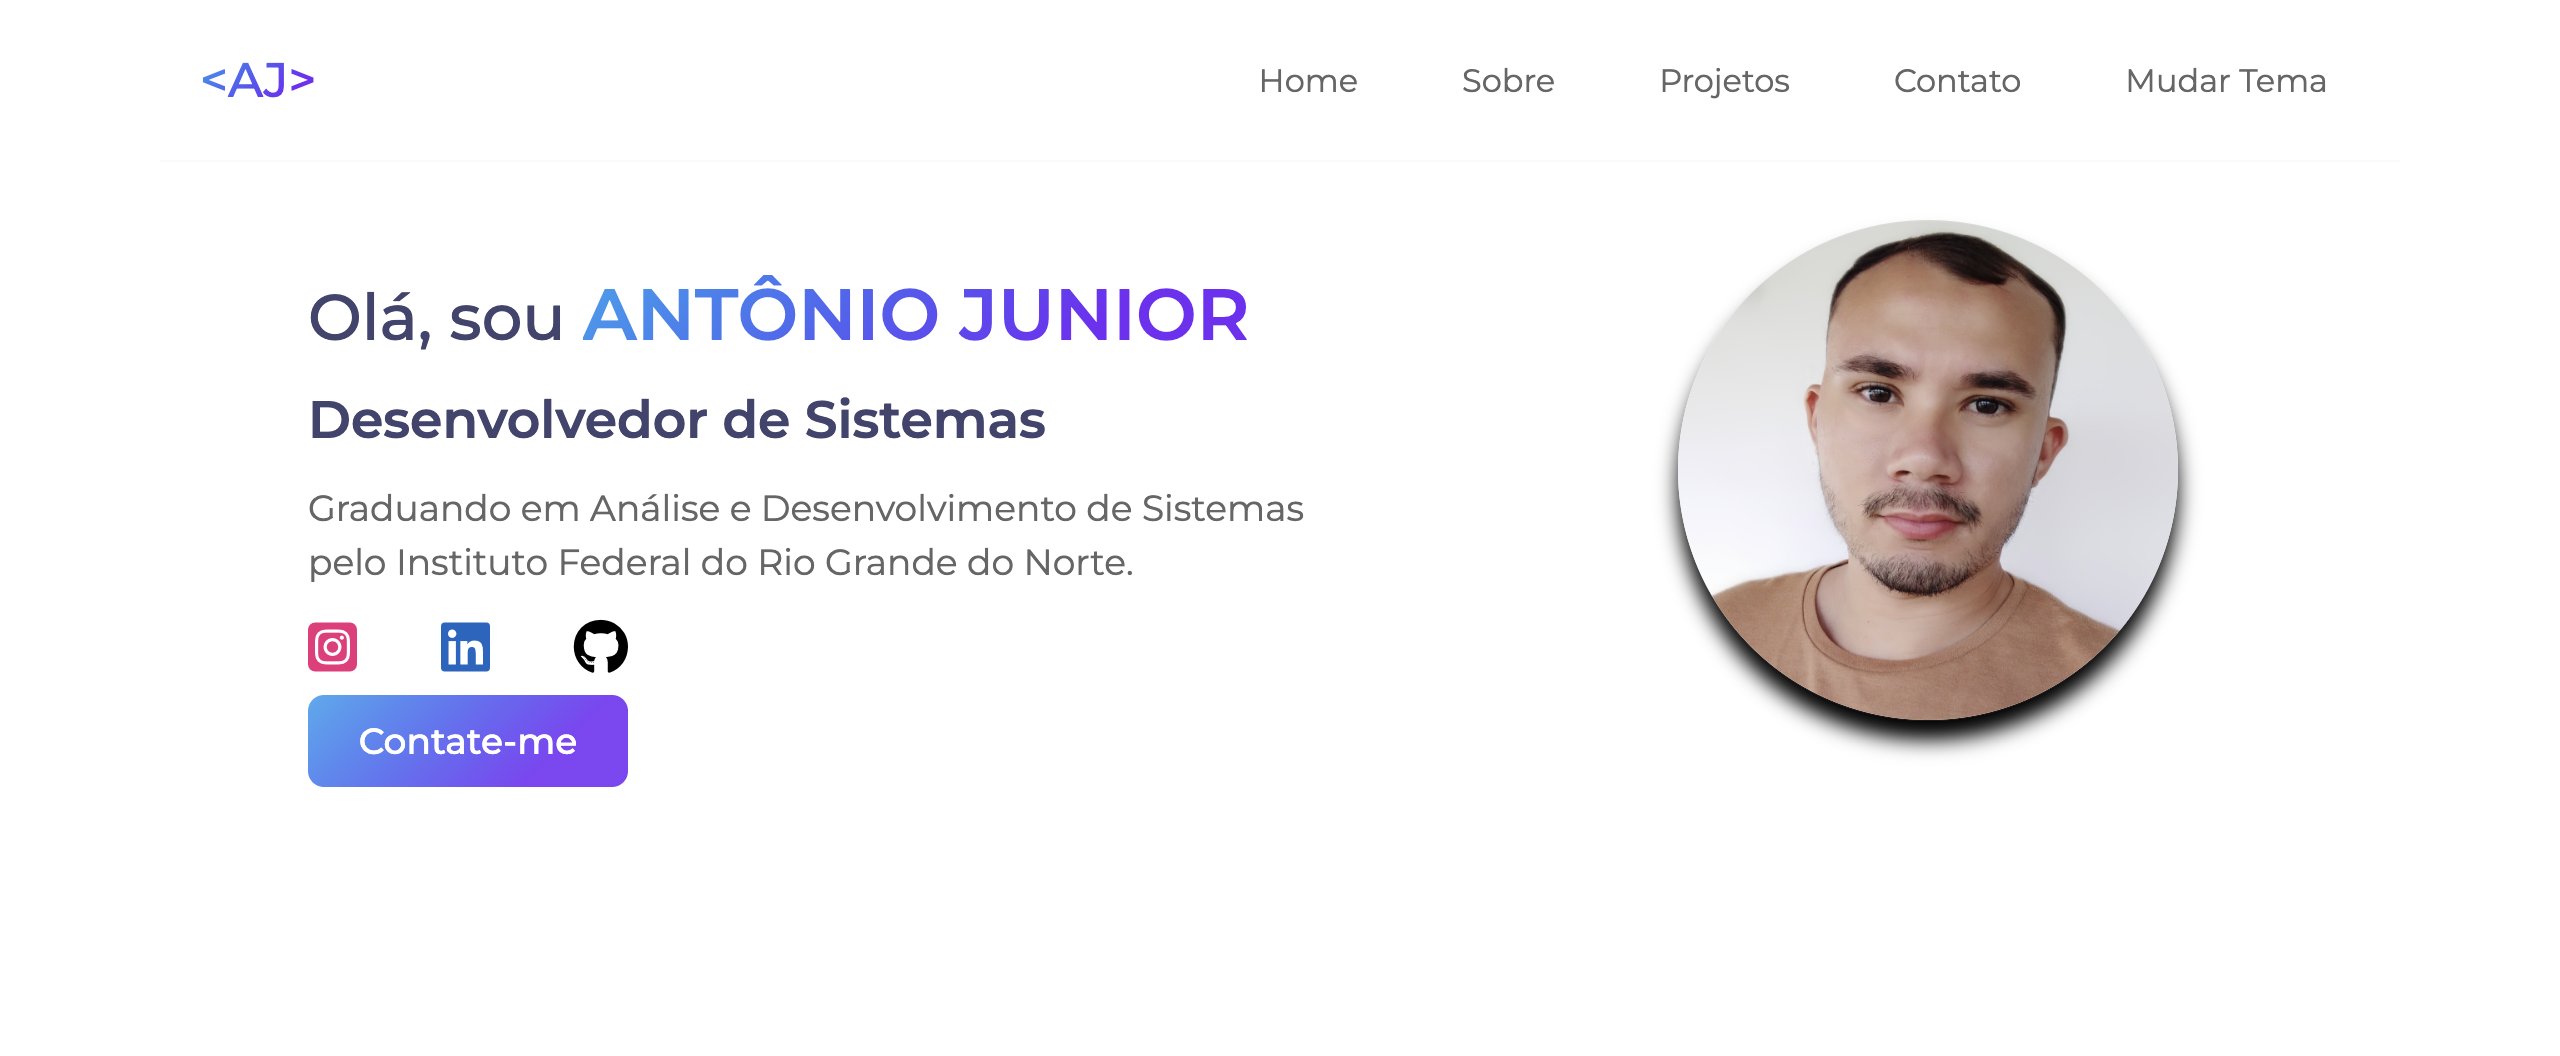 <AJ>
Home Sobre Projetos Contato Mudar Tema
Olá, sou ANTÔNIO JUNIOR
Desenvolvedor de Sistemas
Graduando em Análise e Desenvolvimento de Sistemas
pelo Instituto Federal do Rio Grande do Norte.
in
Contate-me